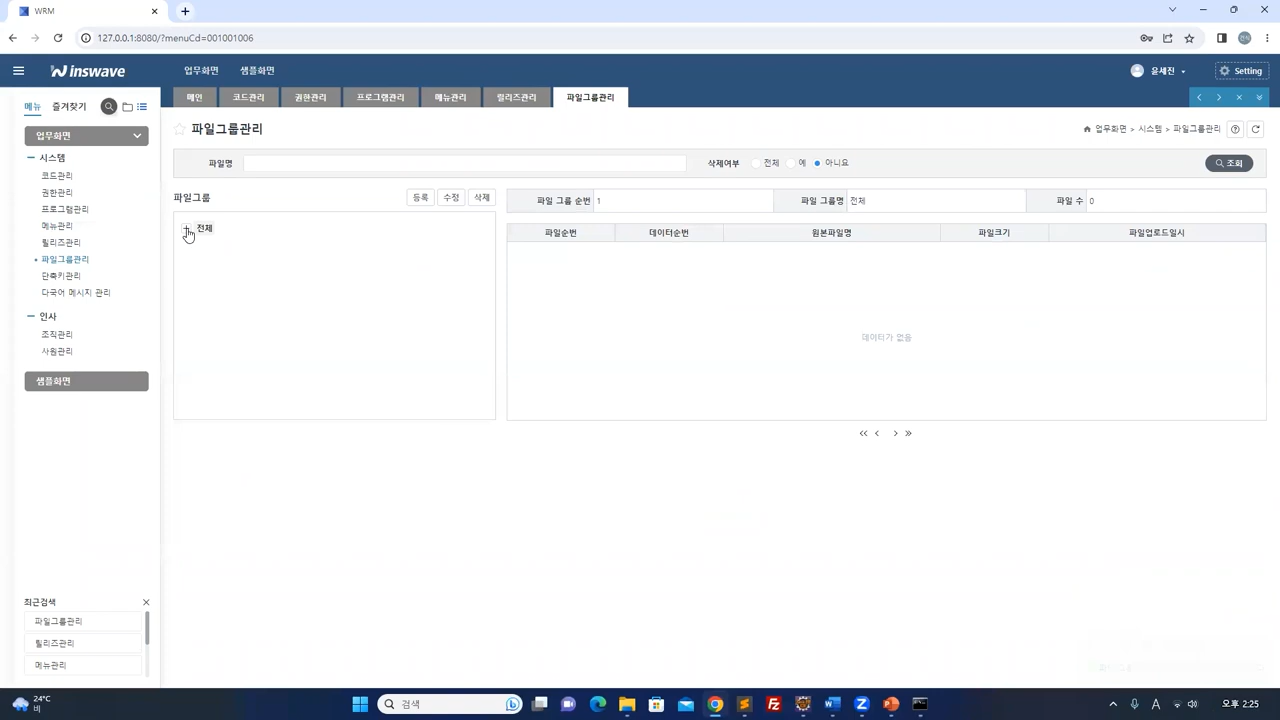 WRM
127.0.0.1:8080/?menuCd=001001006
inswave
업무화면
샘플화면
윤세진
Setting
메뉴
즐겨찾기
메인
코드관리
권한관리
프로그램관리
메뉴관리
릴리즈관리
파일그룹관리
업무화면
시스템
코드관리
권한관리
프로그램관리
메뉴관리
릴리즈관리
파일그룹관리
단축키관리
다국어 메시지 관리
인사
조직관리
사원관리
샘플화면
파일그룹관리
업무화면 > 시스템 > 파일그룹관리
파일명
삭제여부
전체
예
아니요
조회
파일그룹
등록
수정
삭제
전체
파일 그룹 순번
1
파일 그룹명
전체
파일 수
0
파일순번
데이터순번
원본파일명
파일크기
파일업로드일시
데이터가 없음
최근검색
파일그룹관리
릴리즈관리
메뉴관리
24°C
비
검색
A
오후 2:25